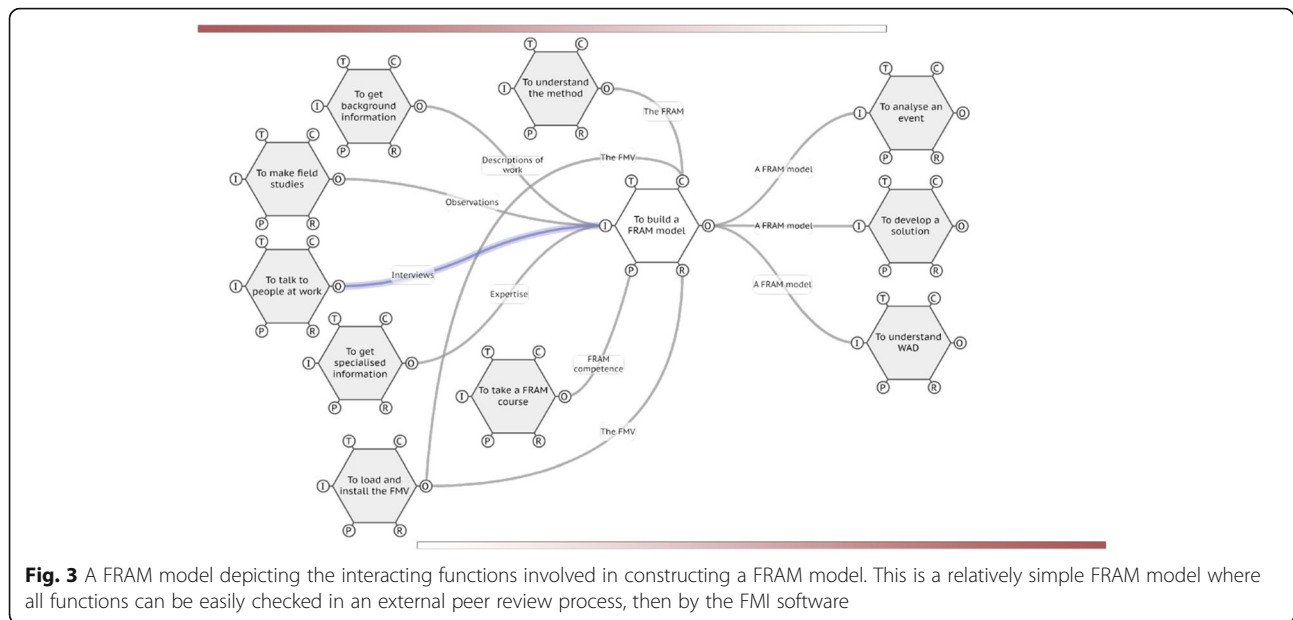 T
C
I
To understand
the method
O
P
R
The FRAM
T
C
I
To get
background
information
O
P
R
Descriptions of
work
T
C
I
To make field
studies
O
P
R
Observations
T
C
I
To talk to
people at work
O
P
R
Interviews
T
C
I
To get
specialised
information
O
P
R
Expertise
T
C
I
To load and
install the FMV
O
P
R
The FMV
The FMV
T
C
I
To take a FRAM
course
O
P
R
FRAM
competence
T
C
I
To build a
FRAM model
O
P
R
A FRAM model
A FRAM model
A FRAM model
T
C
I
To analyse an
event
O
P
R
T
C
I
To develop a
solution
O
P
R
T
C
I
To understand
WAD
O
P
R
Fig. 3 A FRAM model depicting the interacting functions involved in constructing a FRAM model. This is a relatively simple FRAM model where
all functions can be easily checked in an external peer review process, then by the FMI software